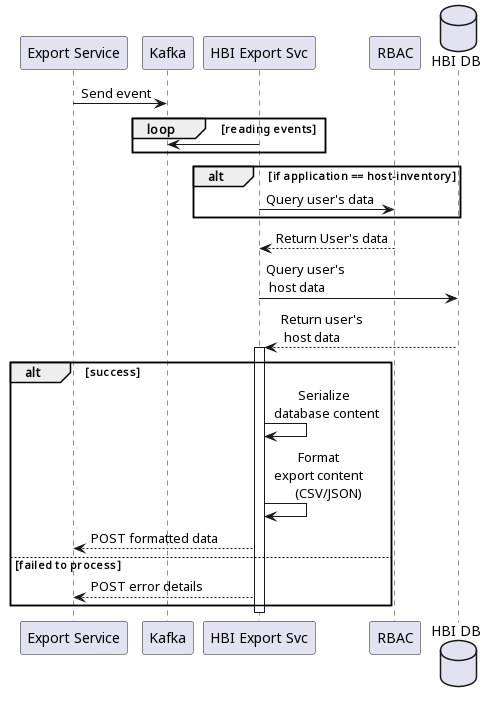 HBI DB
Export Service
Kafka
HBI Export Svc
RBAC
Send event
loop
[reading events]
alt
[if application == host-inventory]
Query user's data
Return User's data
Query user's
host data
Return user's
host data
alt
[success]
Serialize
database content
Format
export content
(CSV/JSON)
POST formatted data
[failed to process]
POST error details
Export Service
Kafka
HBI Export Svc
RBAC
HBI DB